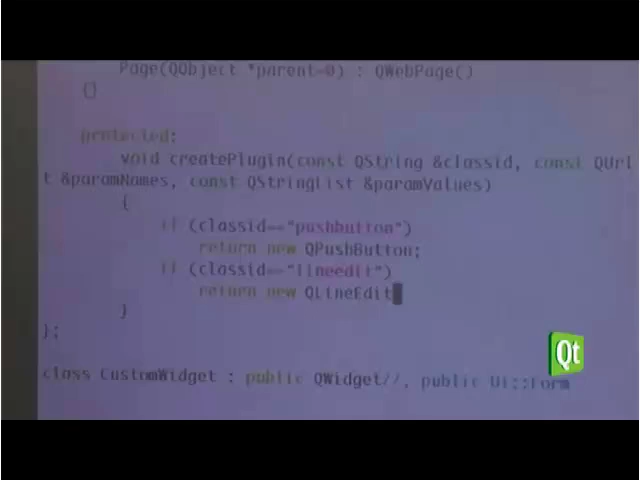 Page(QObject *parent=0) : QWebPage()
{}
protected:
void createPlugin(const QString &classid, const QUrl
t &paramNames, const QStringList &paramValues)
{
if (classid=="pushbutton")
return new QPushButton;
if (classid=="lineedit")
return new QLineEdit
}
};
class CustomWidget : public QWidget//, public Ui::Form
Qt